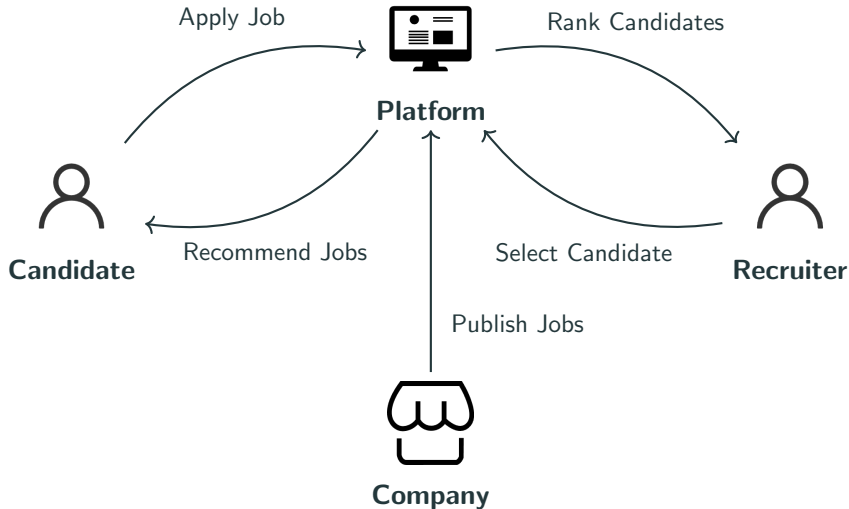 Apply Job
Rank Candidates
Platform
Recommend Jobs
Select Candidate
Candidate
Recruiter
Publish Jobs
Company